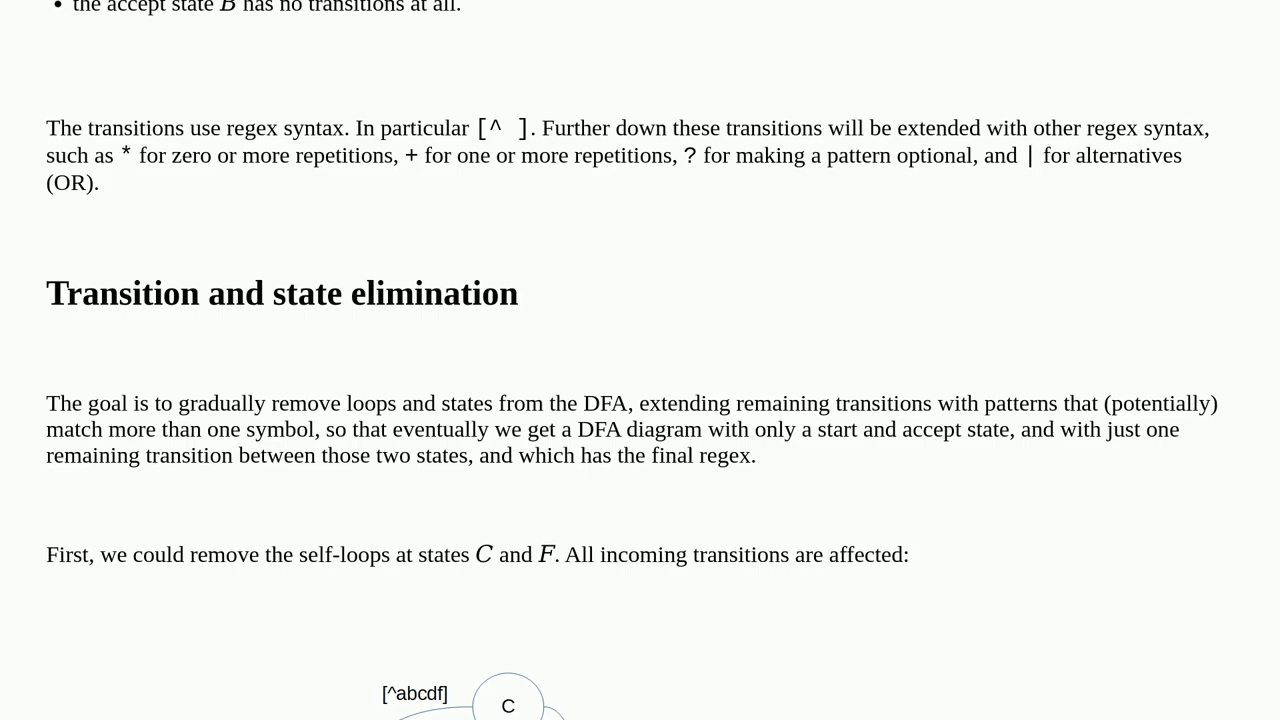 • the accept state B has no transitions at all.
The transitions use regex syntax. In particular [^ ]. Further down these transitions will be extended with other regex syntax,
such as * for zero or more repetitions, + for one or more repetitions, ? for making a pattern optional, and | for alternatives
(OR).
Transition and state elimination
The goal is to gradually remove loops and states from the DFA, extending remaining transitions with patterns that (potentially)
match more than one symbol, so that eventually we get a DFA diagram with only a start and accept state, and with just one
remaining transition between those two states, and which has the final regex.
First, we could remove the self-loops at states C and F. All incoming transitions are affected:
[^abcdf]
C